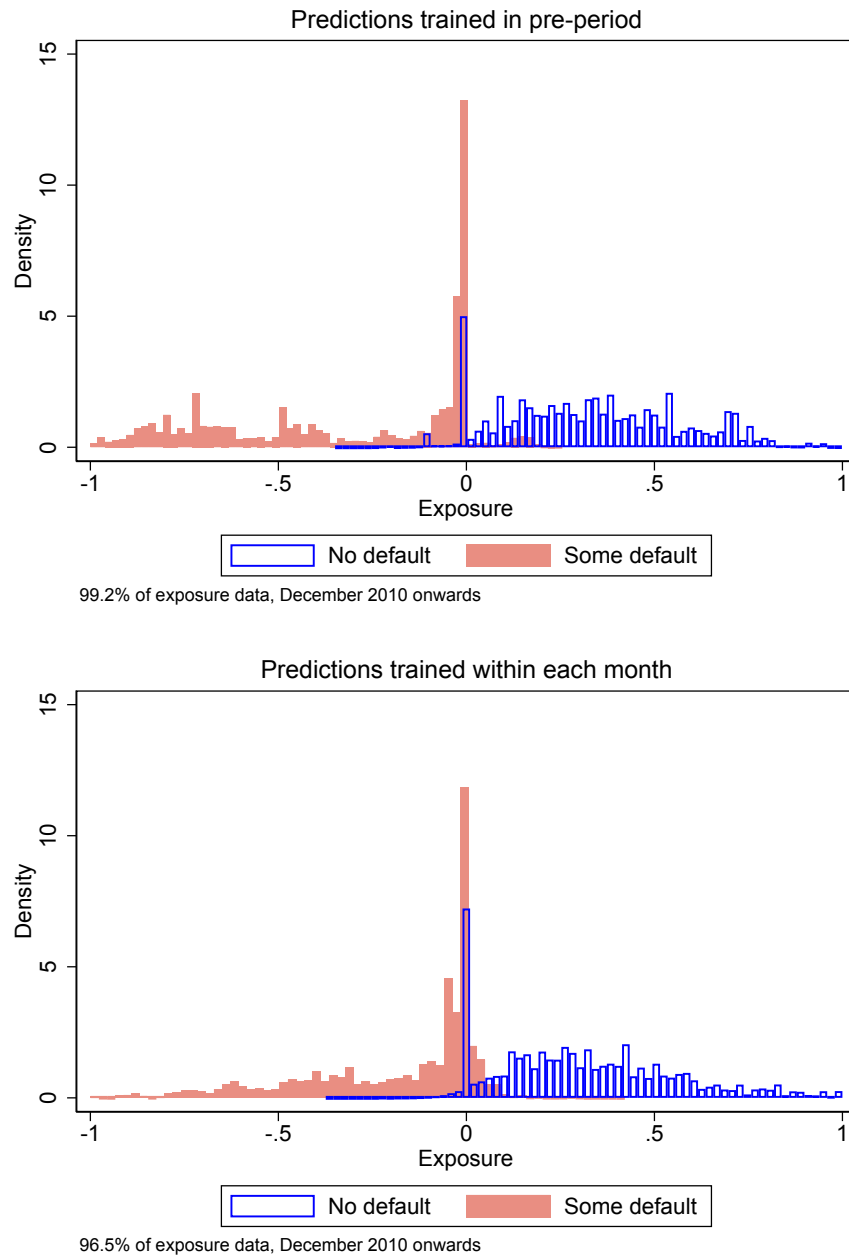 Predictions trained in pre-period
15
10
5
0
Density
-1
-.5
0
.5
1
Exposure
No default
Some default
99.2% of exposure data, December 2010 onwards
Predictions trained within each month
15
10
5
0
Density
-1
-.5
0
.5
1
Exposure
No default
Some default
96.5% of exposure data, December 2010 onwards